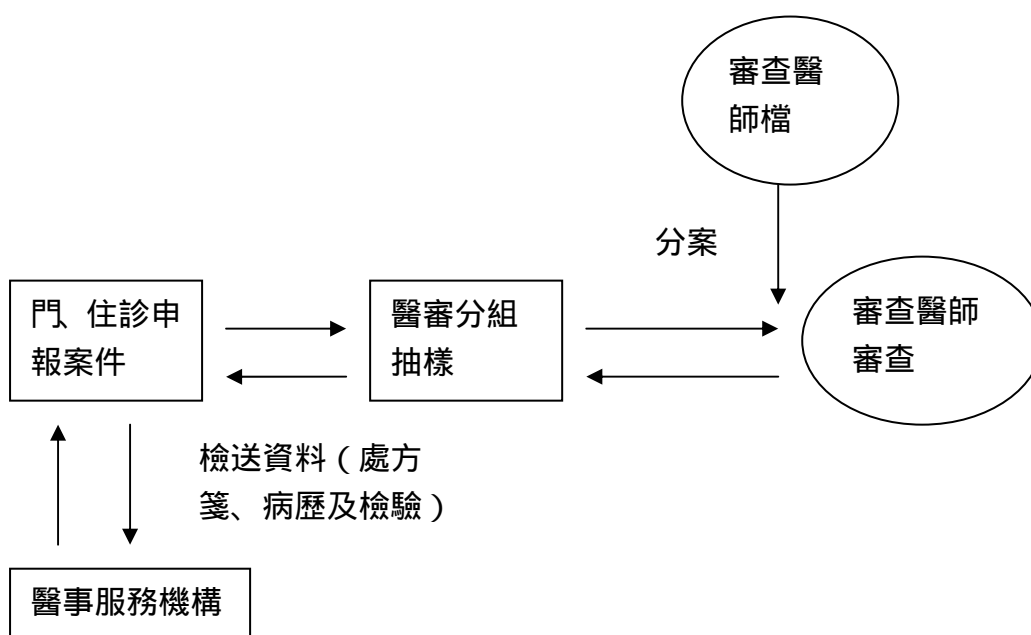 審查醫
師檔
分案
門、住診申
報案件
醫審分組
抽樣
審查醫師
審查
檢送資料（處方
箋、病歷及檢驗）
醫事服務機構